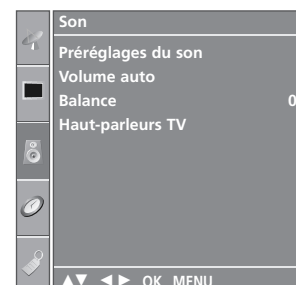 Son
Préréglages du son
Volume auto
Balance 0
Haut-parleurs TV
▲▼ ◄► OK MENU